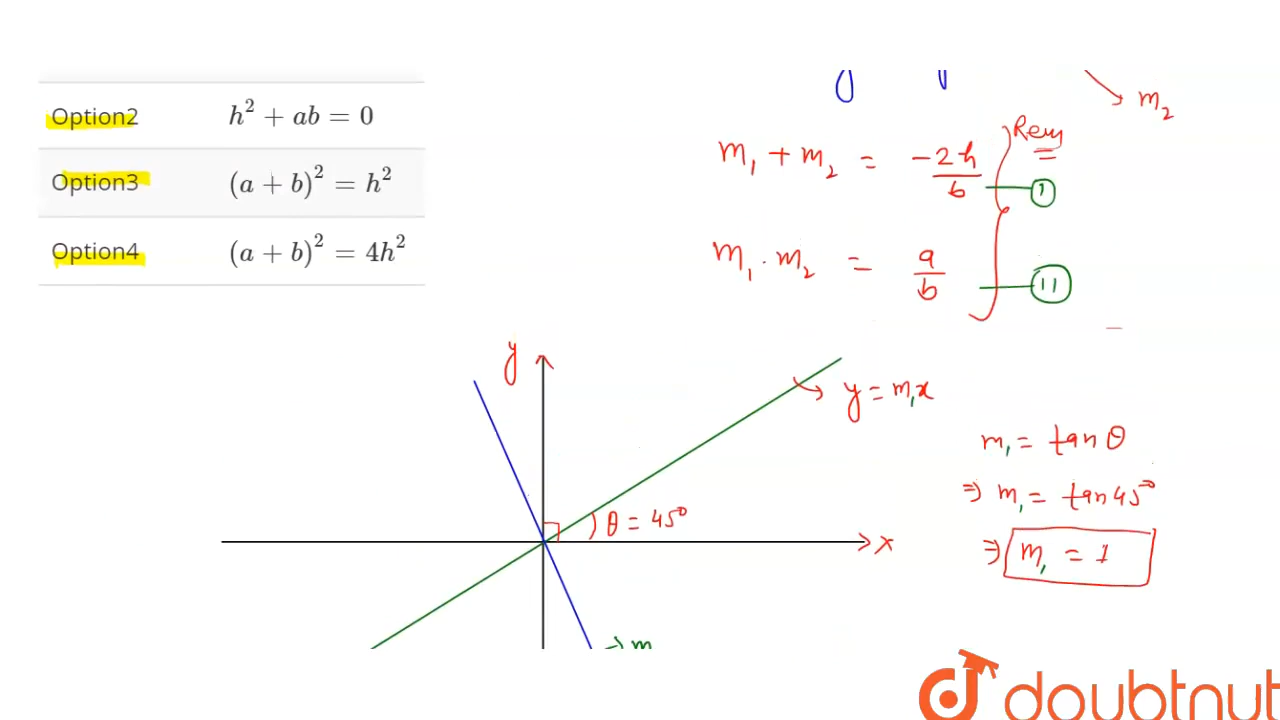 Option2 h² + ab = 0
Option3 (a + b)² = h²
Option4 (a + b)² = 4h²
y
m₂
m₁ + m₂ = -2h/b
Rem
I
m₁ . m₂ = a/b
II
y
y = m₁x
m₁ = tan θ
⇒ m₁ = tan 45°
θ = 45°
x
⇒ m₁ = 1
m
doubtnut